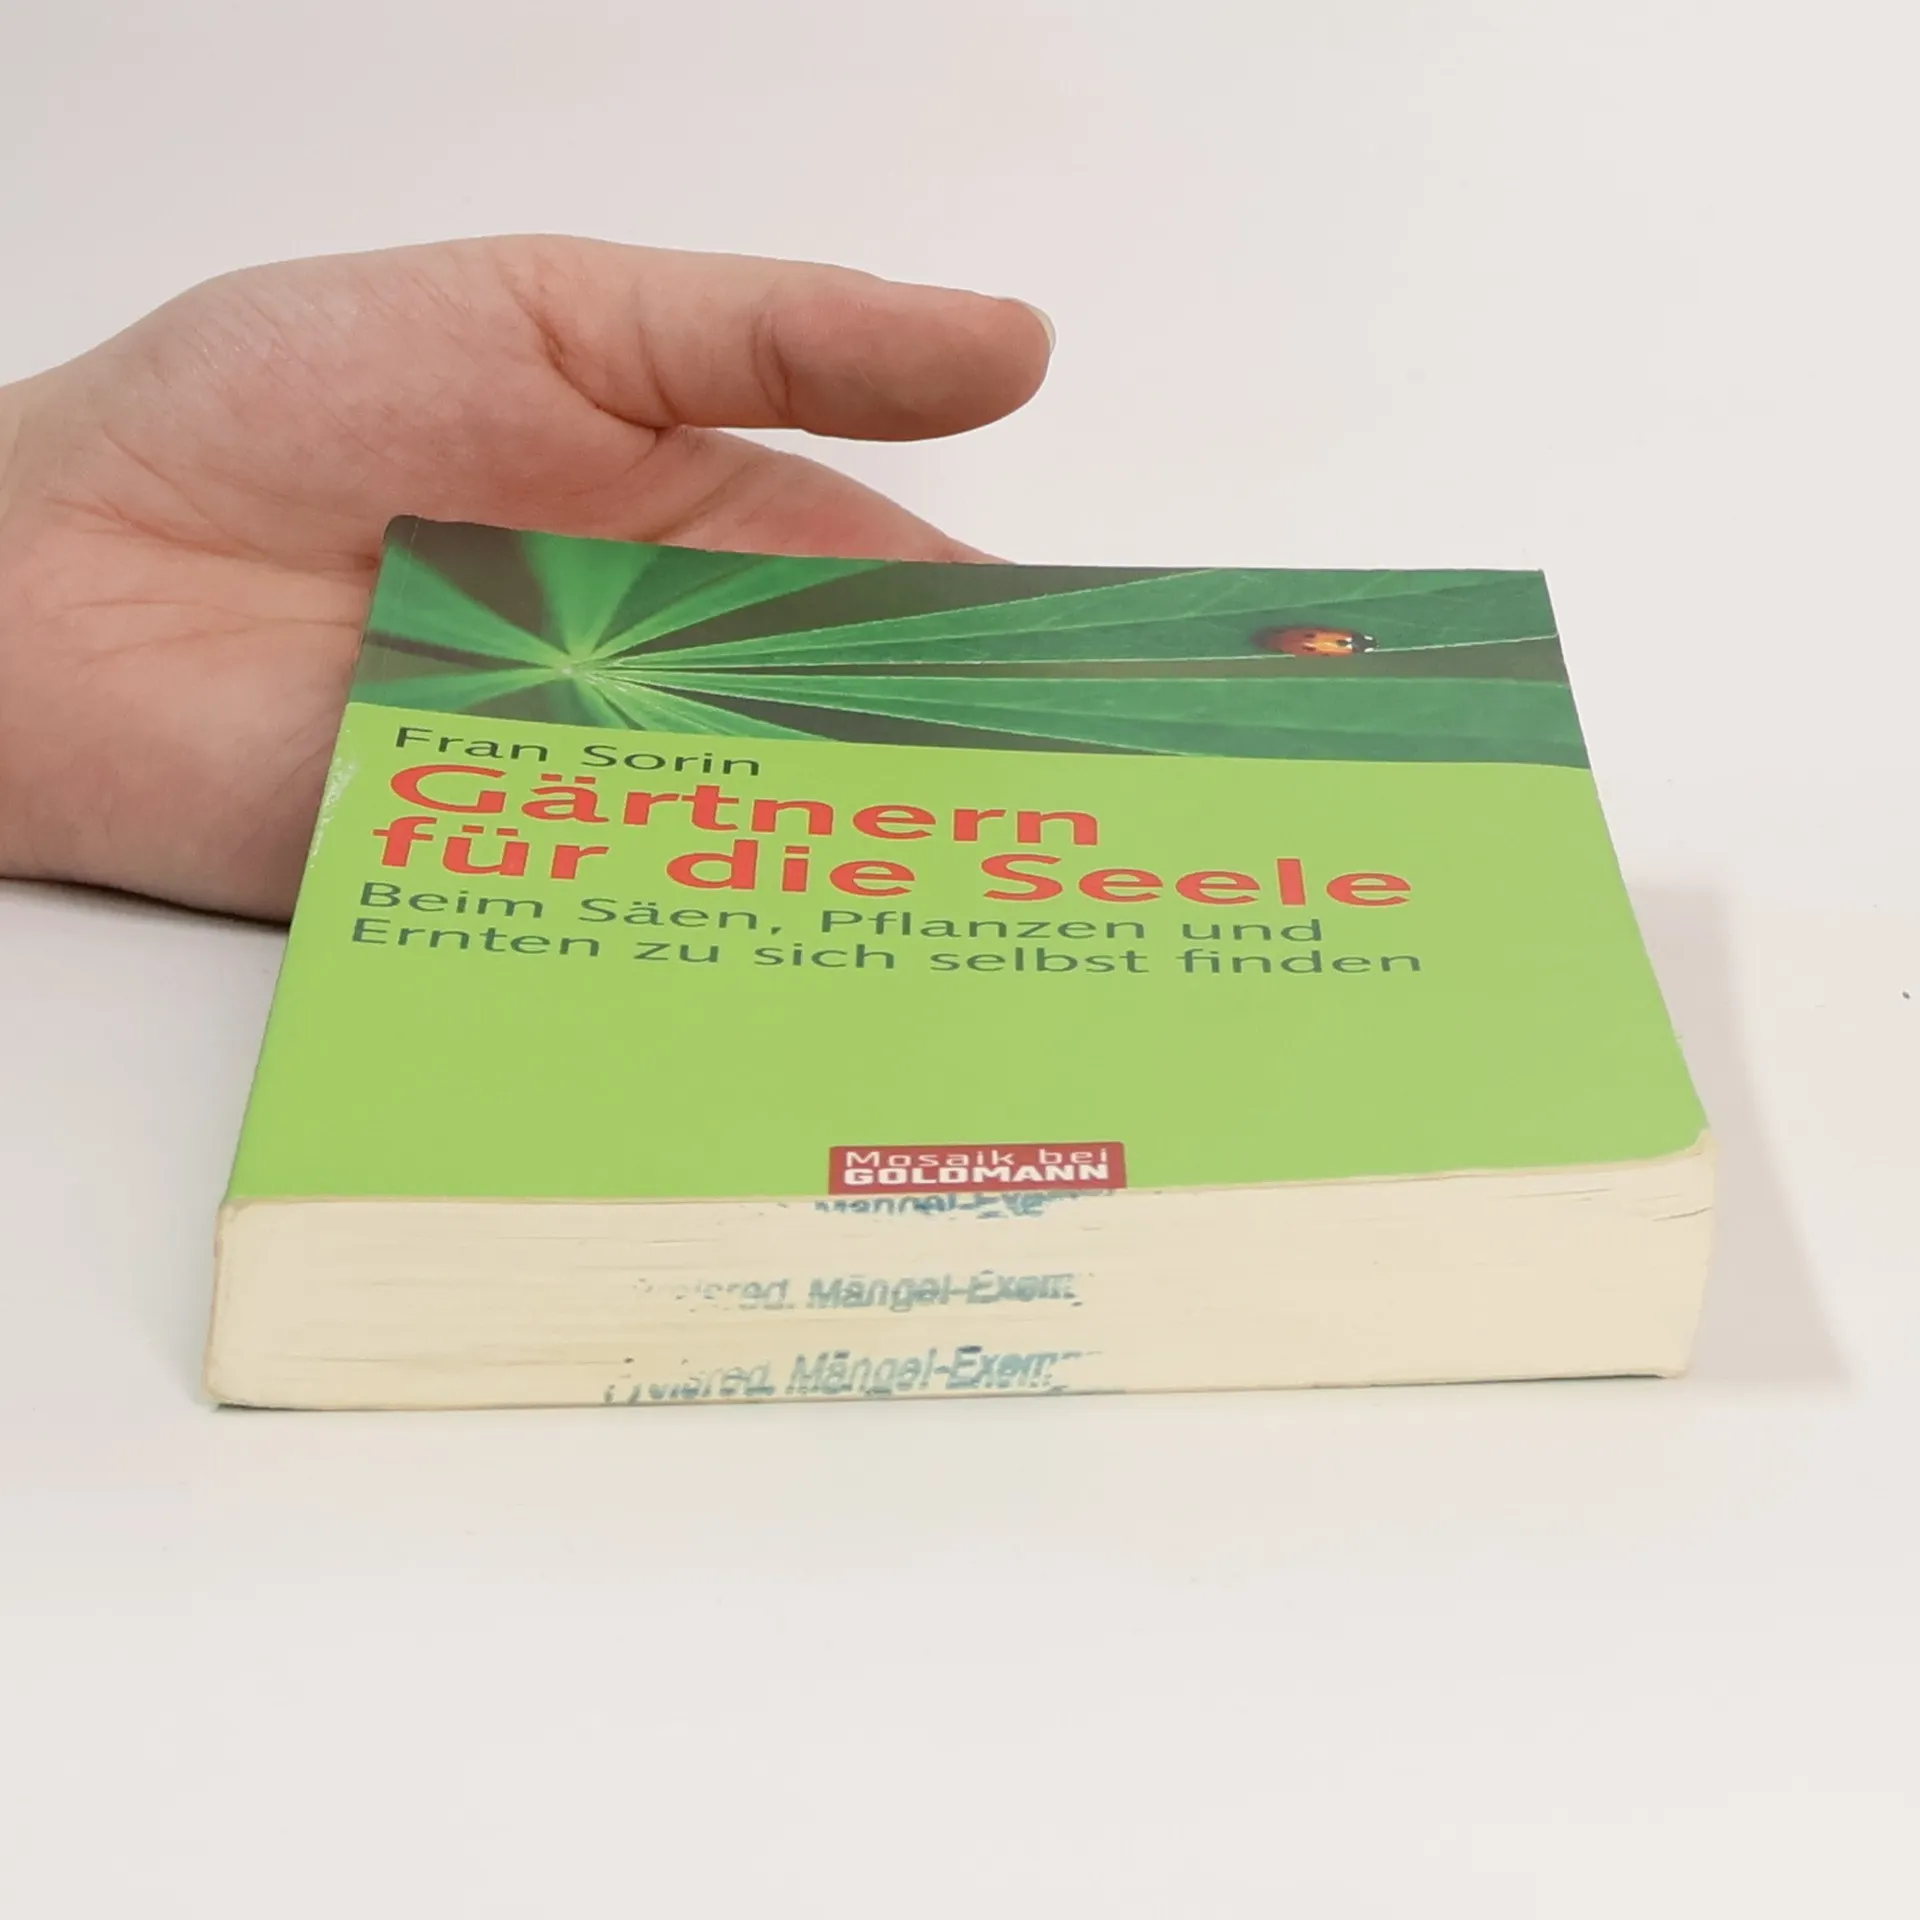 Fran Sorin
Gärtnern
für die Seele
Beim Säen, Pflanzen und
Ernten zu sich selbst finden
Mosaik bei
GOLDMANN
Mängel-Exem
Mängel-Exem